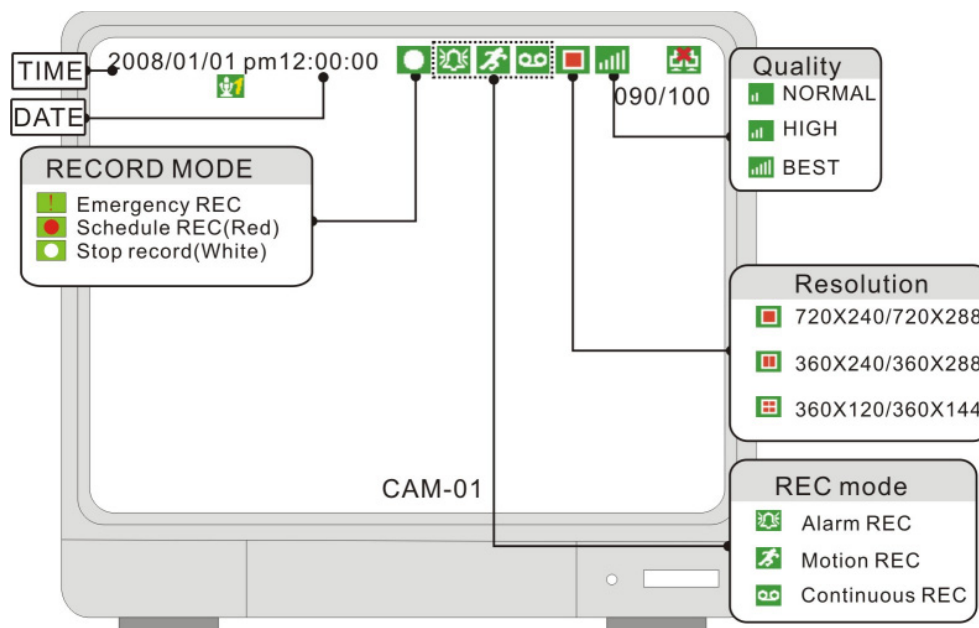 TIME
2008/01/01 pm12:00:00
1
090/100
DATE
RECORD MODE
! Emergency REC
Schedule REC(Red)
Stop record(White)
Quality
NORMAL
HIGH
BEST
Resolution
720X240/720X288
360X240/360X288
360X120/360X144
CAM-01
REC mode
Alarm REC
Motion REC
Continuous REC